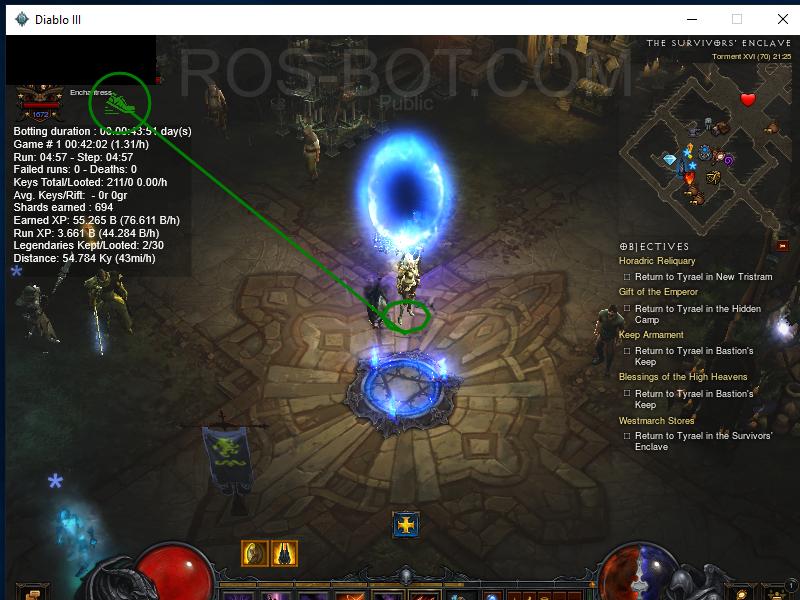 Diablo III
ROS-BOT.COM
Public
THE SURVIVORS' ENCLAVE
Torment XVI (70) 21:25
Enchantress
1672
Botting duration : 00:00:43:51 day(s)
Game # 1 00:42:02 (1.31/h)
Run: 04:57 - Step: 04:57
Failed runs: 0 - Deaths: 0
Keys Total/Looted: 211/0 0.00/h
Avg. Keys/Rift: - 0r 0gr
Shards earned : 694
Earned XP: 55.265 B (76.611 B/h)
Run XP: 3.661 B (44.284 B/h)
Legendaries Kept/Looted: 2/30
Distance: 54.784 Ky (43mi/h)
OBJECTIVES
Horadric Reliquary
Return to Tyrael in New Tristram
Gift of the Emperor
Return to Tyrael in the Hidden
Camp
Keep Armament
Return to Tyrael in Bastion's
Keep
Blessings of the High Heavens
Return to Tyrael in Bastion's
Keep
Westmarch Stores
Return to Tyrael in the Survivors'
Enclave
1